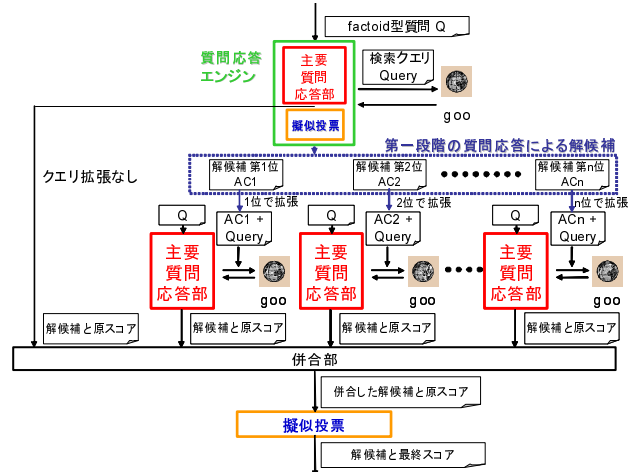 factoid型質問 Q
質問応答
エンジン
主要
質問
応答部
検索クエリ
Query
goo
擬似投票
第一段階の質問応答による解候補
クエリ拡張なし
解候補 第1位
AC1
解候補 第2位
AC2
解候補 第n位
ACn
1位で拡張
2位で拡張
n位で拡張
Q
AC1 +
Query
主要
質問
応答部
goo
Q
AC2 +
Query
主要
質問
応答部
goo
Q
ACn +
Query
主要
質問
応答部
goo
解候補と原スコア
解候補と原スコア
解候補と原スコア
解候補と原スコア
併合部
併合した解候補と原スコア
擬似投票
解候補と最終スコア